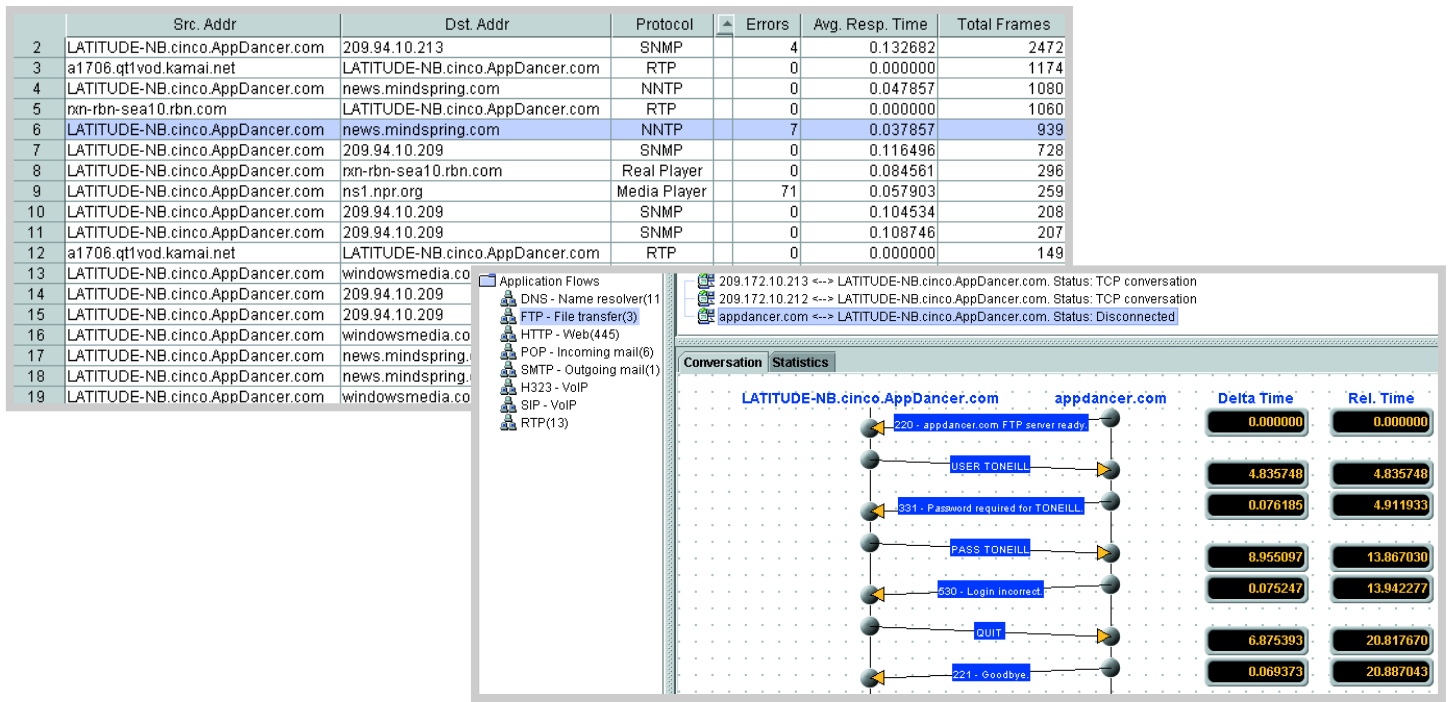 Src. Addr Dst. Addr Protocol Errors Avg. Resp. Time Total Frames
2 LATITUDE-NB.cinco.AppDancer.com 209.94.10.213 SNMP 4 0.132682 2472
3 a1706.qt1vod.kamai.net LATITUDE-NB.cinco.AppDancer.com RTP 0 0.000000 1174
4 LATITUDE-NB.cinco.AppDancer.com news.mindspring.com NNTP 0 0.047857 1080
5 rxn-rbn-sea10.rbn.com LATITUDE-NB.cinco.AppDancer.com RTP 0 0.000000 1060
6 LATITUDE-NB.cinco.AppDancer.com news.mindspring.com NNTP 7 0.037857 939
7 LATITUDE-NB.cinco.AppDancer.com 209.94.10.209 SNMP 0 0.116496 728
8 LATITUDE-NB.cinco.AppDancer.com rxn-rbn-sea10.rbn.com Real Player 0 0.084561 296
9 LATITUDE-NB.cinco.AppDancer.com ns1.npr.org Media Player 71 0.057903 259
10 LATITUDE-NB.cinco.AppDancer.com 209.94.10.209 SNMP 0 0.104534 208
11 LATITUDE-NB.cinco.AppDancer.com 209.94.10.209 SNMP 0 0.108746 207
12 a1706.qt1vod.kamai.net LATITUDE-NB.cinco.AppDancer.com RTP 0 0.000000 149
13 LATITUDE-NB.cinco.AppDancer.com windowsmedia.co
14 LATITUDE-NB.cinco.AppDancer.com 209.94.10.209
15 LATITUDE-NB.cinco.AppDancer.com 209.94.10.209
16 LATITUDE-NB.cinco.AppDancer.com windowsmedia.co
17 LATITUDE-NB.cinco.AppDancer.com news.mindspring.
18 LATITUDE-NB.cinco.AppDancer.com news.mindspring.
19 LATITUDE-NB.cinco.AppDancer.com windowsmedia.co
Application Flows
DNS - Name resolver(11
FTP - File transfer(3)
HTTP - Web(445)
POP - Incoming mail(6)
SMTP - Outgoing mail(1)
H323 - VoIP
SIP - VoIP
RTP(13)
209.172.10.213 <--> LATITUDE-NB.cinco.AppDancer.com. Status: TCP conversation
209.172.10.212 <--> LATITUDE-NB.cinco.AppDancer.com. Status: TCP conversation
appdancer.com <--> LATITUDE-NB.cinco.AppDancer.com. Status: Disconnected
Conversation Statistics
LATITUDE-NB.cinco.AppDancer.com appdancer.com Delta Time Rel. Time
220 - appdancer.com FTP server ready. 0.000000 0.000000
USER TONEILL 4.835748 4.835748
331 - Password required for TONEILL. 0.076185 4.911933
PASS TONEILL 8.955097 13.867030
530 - Login incorrect. 0.075247 13.942277
QUIT 6.875393 20.817670
221 - Goodbye. 0.069373 20.887043